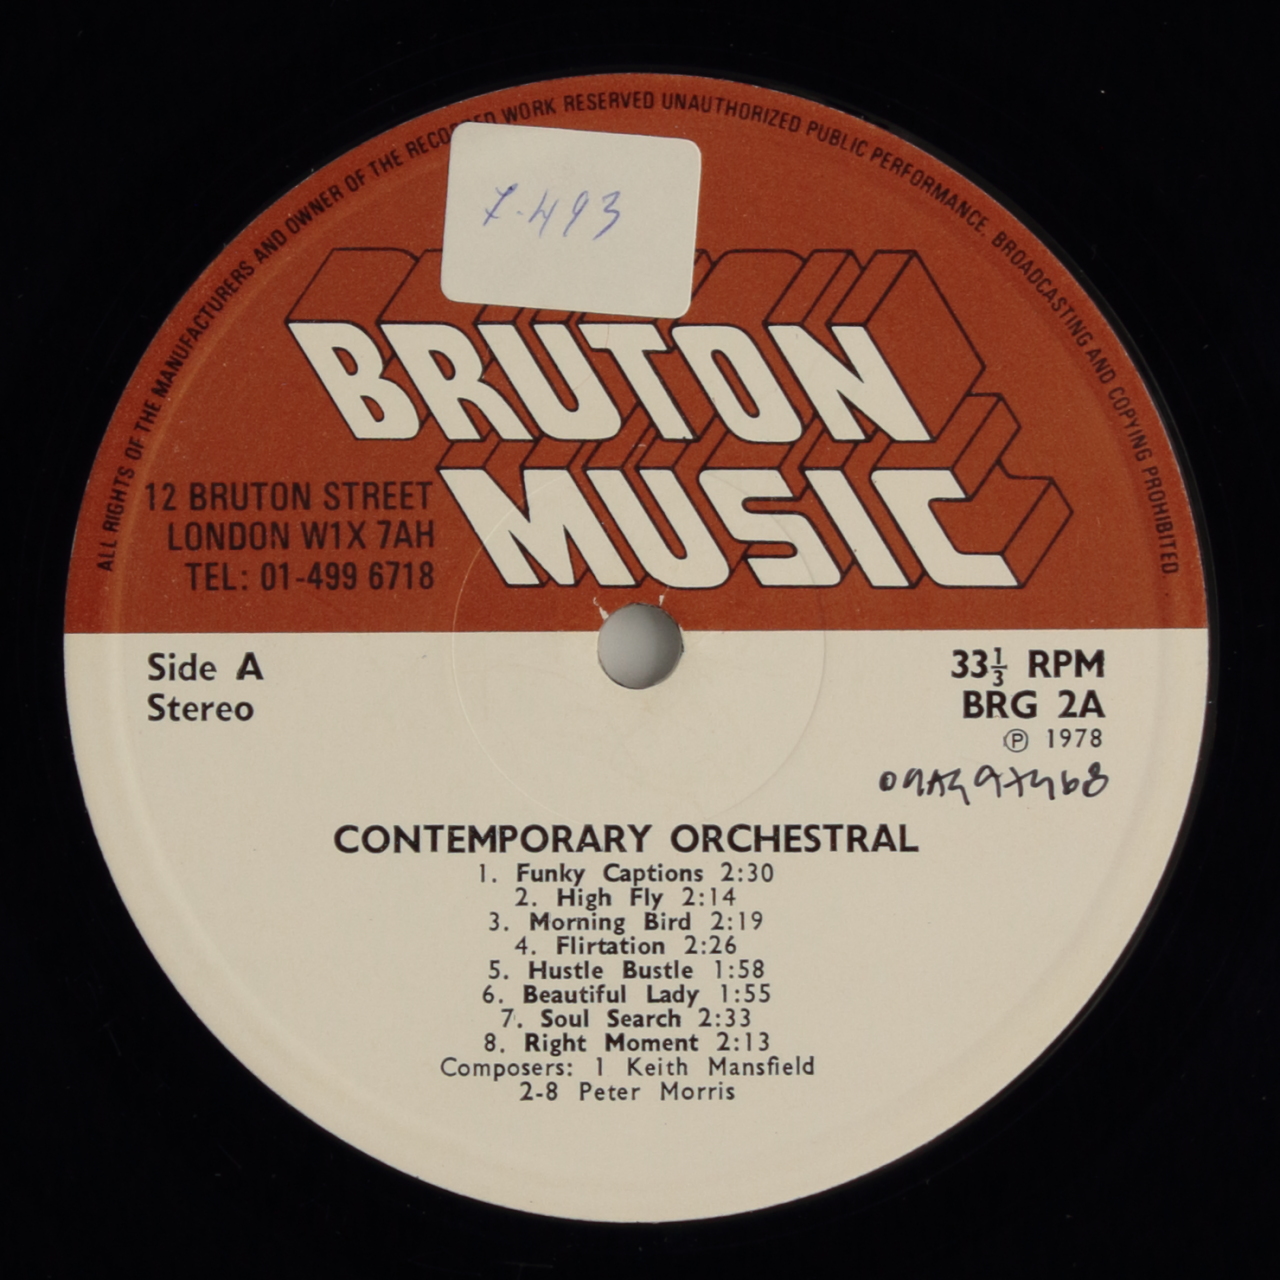 ALL RIGHTS OF THE MANUFACTURERS AND OWNER OF THE RECORDED WORK RESERVED UNAUTHORIZED PUBLIC PERFORMANCE. BROADCASTING AND COPYING PROHIBITED.
BRUTON
MUSIC
12 BRUTON STREET
LONDON W1X 7AH
TEL: 01-499 6718
Side A
Stereo
33⅓ RPM
BRG 2A
℗ 1978
CONTEMPORARY ORCHESTRAL
1. Funky Captions 2:30
2. High Fly 2:14
3. Morning Bird 2:19
4. Flirtation 2:26
5. Hustle Bustle 1:58
6. Beautiful Lady 1:55
7. Soul Search 2:33
8. Right Moment 2:13
Composers: 1 Keith Mansfield
2-8 Peter Morris